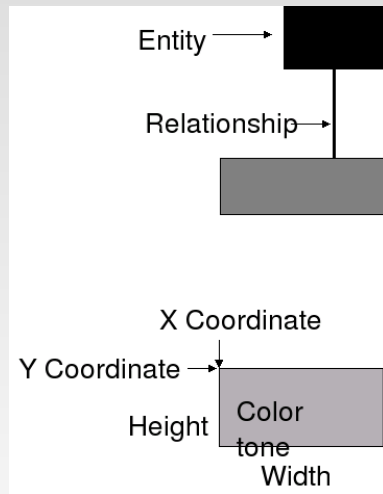 Entity
Relationship
X Coordinate
Y Coordinate
Height
Color
tone
Width